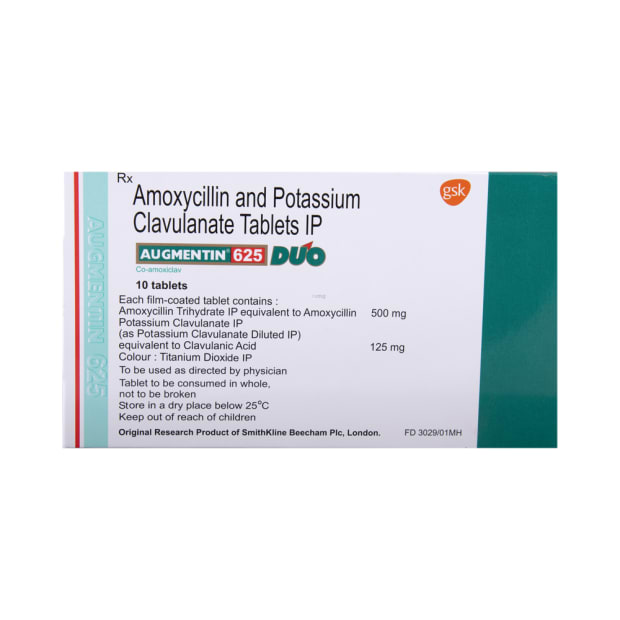 Rx
Amoxycillin and Potassium
Clavulanate Tablets IP
gsk
AUGMENTIN 625 DUO
Co-amoxiclav
10 tablets
Each film-coated tablet contains :
Amoxycillin Trihydrate IP equivalent to Amoxycillin 500 mg
Potassium Clavulanate IP
(as Potassium Clavulanate Diluted IP)
equivalent to Clavulanic Acid 125 mg
Colour : Titanium Dioxide IP
To be used as directed by physician
Tablet to be consumed in whole,
not to be broken
Store in a dry place below 25°C
Keep out of reach of children
Original Research Product of SmithKline Beecham Plc, London. FD 3029/01MH
AUGMENTIN 625